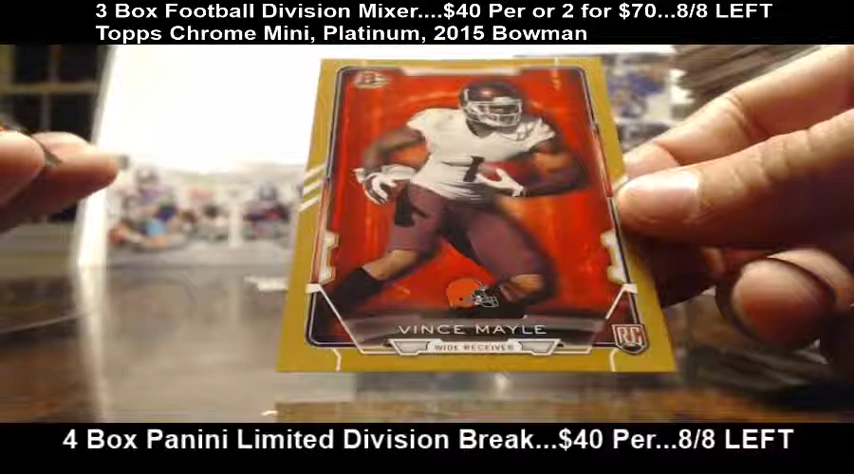 3 Box Football Division Mixer....$40 Per or 2 for $70...8/8 LEFT
Topps Chrome Mini, Platinum, 2015 Bowman
1
VINCE MAYLE
WIDE RECEIVER
RC
4 Box Panini Limited Division Break...$40 Per...8/8 LEFT